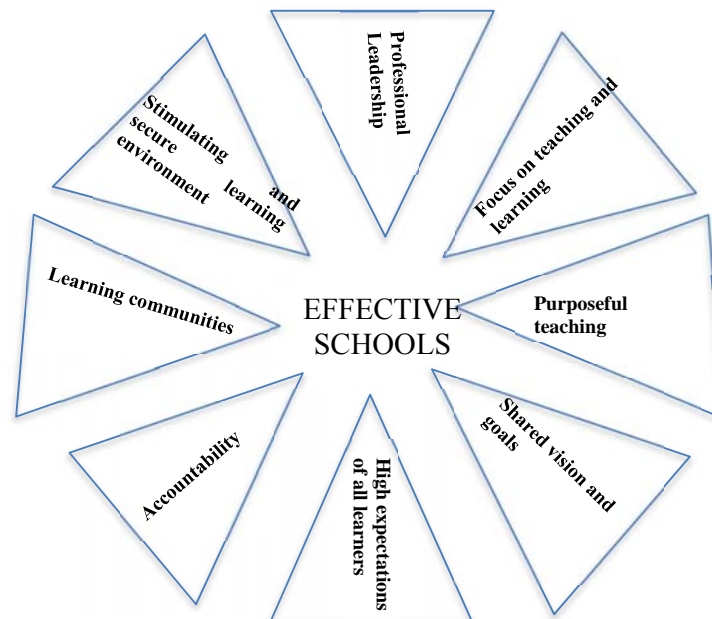 Professional
Leadership
Focus on teaching and
learning
Purposeful
teaching
Shared vision and
goals
High expectations
of all learners
Accountability
Learning communities
Stimulating and
secure learning
environment
EFFECTIVE
SCHOOLS